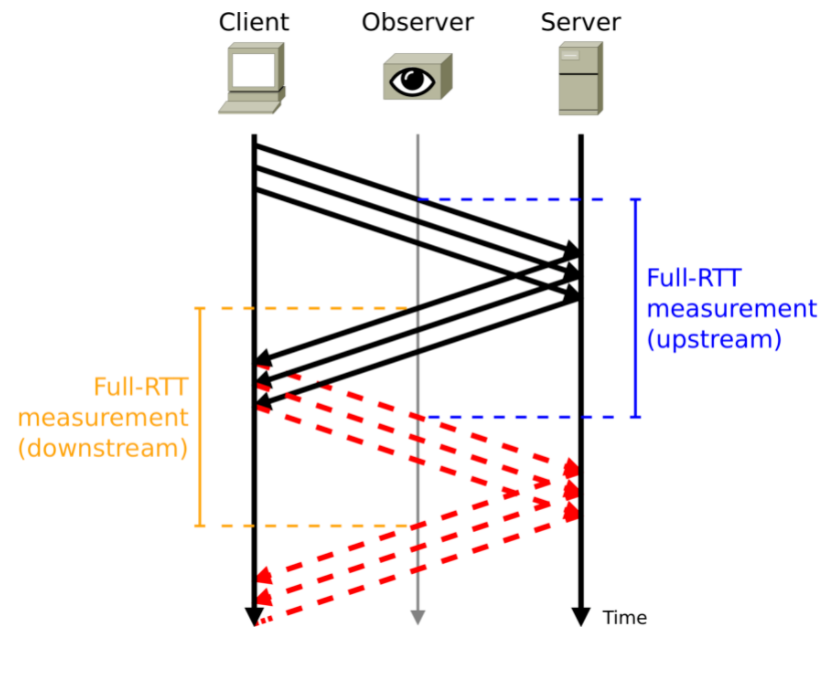 Client
Observer
Server
Full-RTT
measurement
(upstream)
Full-RTT
measurement
(downstream)
Time